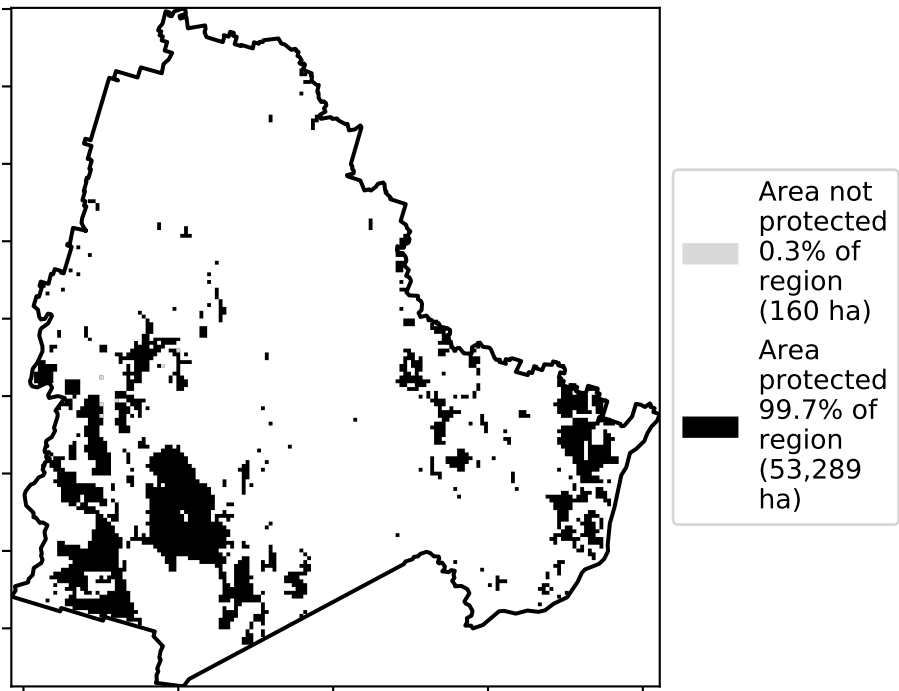 Area not
protected
0.3% of
region
(160 ha)
Area
protected
99.7% of
region
(53,289
ha)